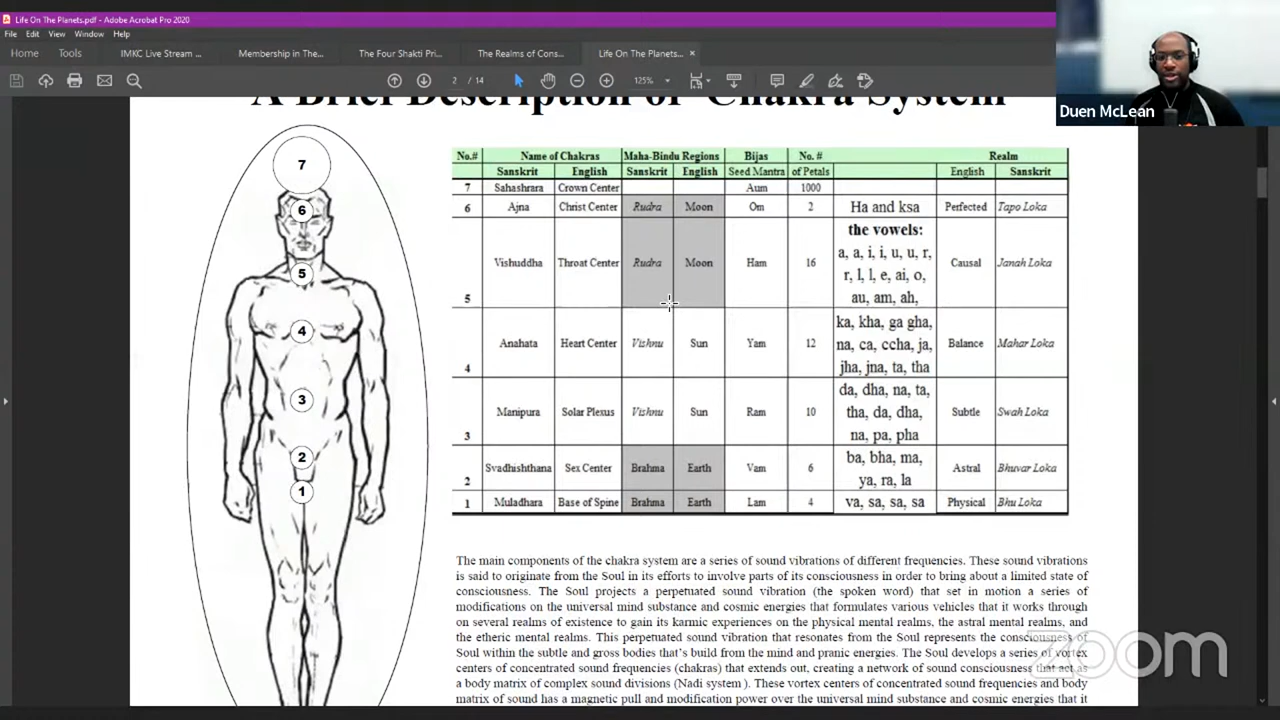 Life On The Planets.pdf - Adobe Acrobat Pro 2020
File Edit View Window Help
Home Tools IMKC Live Stream ... Membership in The... The Four Shakti Pri... The Realms of Cons... Life On The Planets... ×
2 / 14 125%
Duen McLean
A Brief Description of Chakra System
No.# Name of Chakras Maha-Bindu Regions Bijas No. # Realm
Sanskrit English Sanskrit English Seed Mantra of Petals English Sanskrit
7 Sahashrara Crown Center Aum 1000
6 Ajna Christ Center Rudra Moon Om 2 Ha and ksa Perfected Tapo Loka
the vowels:
a, a, i, i, u, u, r,
Vishuddha Throat Center Rudra Moon Ham 16 Causal Janah Loka
r, l, l, e, ai, o,
au, am, ah,
5
ka, kha, ga gha,
Anahata Heart Center Vishnu Sun Yam 12 na, ca, ccha, ja, Balance Mahar Loka
jha, jna, ta, tha
4
da, dha, na, ta,
Manipura Solar Plexus Vishnu Sun Ram 10 tha, da, dha, Subtle Swah Loka
na, pa, pha
3
ba, bha, ma,
Svadhishthana Sex Center Brahma Earth Vam 6 Astral Bhuvar Loka
ya, ra, la
2
1 Muladhara Base of Spine Brahma Earth Lam 4 va, sa, sa, sa Physical Bhu Loka
7
6
5
4
3
2
1
The main components of the chakra system are a series of sound vibrations of different frequencies. These sound vibrations
is said to originate from the Soul in its efforts to involve parts of its consciousness in order to bring about a limited state of
consciousness. The Soul projects a perpetuated sound vibration (the spoken word) that set in motion a series of
modifications on the universal mind substance and cosmic energies that formulates various vehicles that it works through
on several realms of existence to gain its karmic experiences on the physical mental realms, the astral mental realms, and
the etheric mental realms. This perpetuated sound vibration that resonates from the Soul represents the consciousness of
Soul within the subtle and gross bodies that's build from the mind and pranic energies. The Soul develops a series of vortex
centers of concentrated sound frequencies (chakras) that extends out, creating a network of sound consciousness that act as
a body matrix of complex sound divisions (Nadi system ). These vortex centers of concentrated sound frequencies and body
matrix of sound has a magnetic pull and modification power over the universal mind substance and cosmic energies that it
zoom